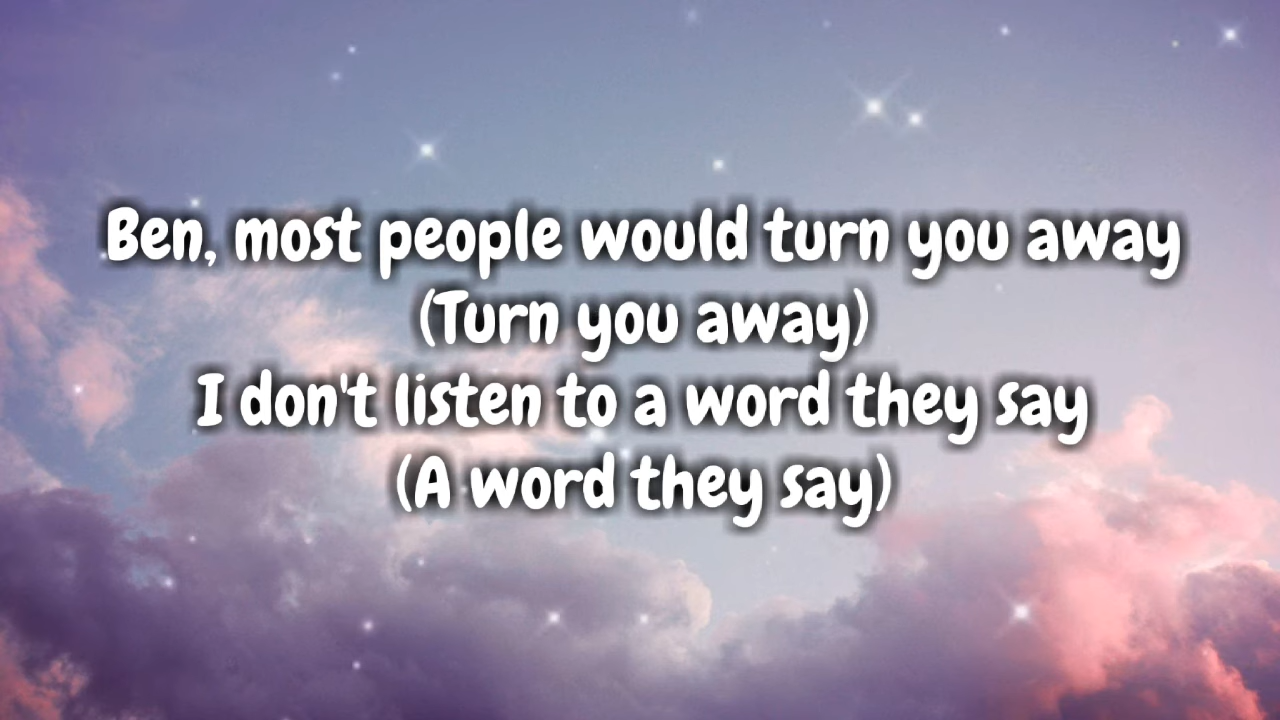 Ben, most people would turn you away
(Turn you away)
I don't listen to a word they say
(A word they say)